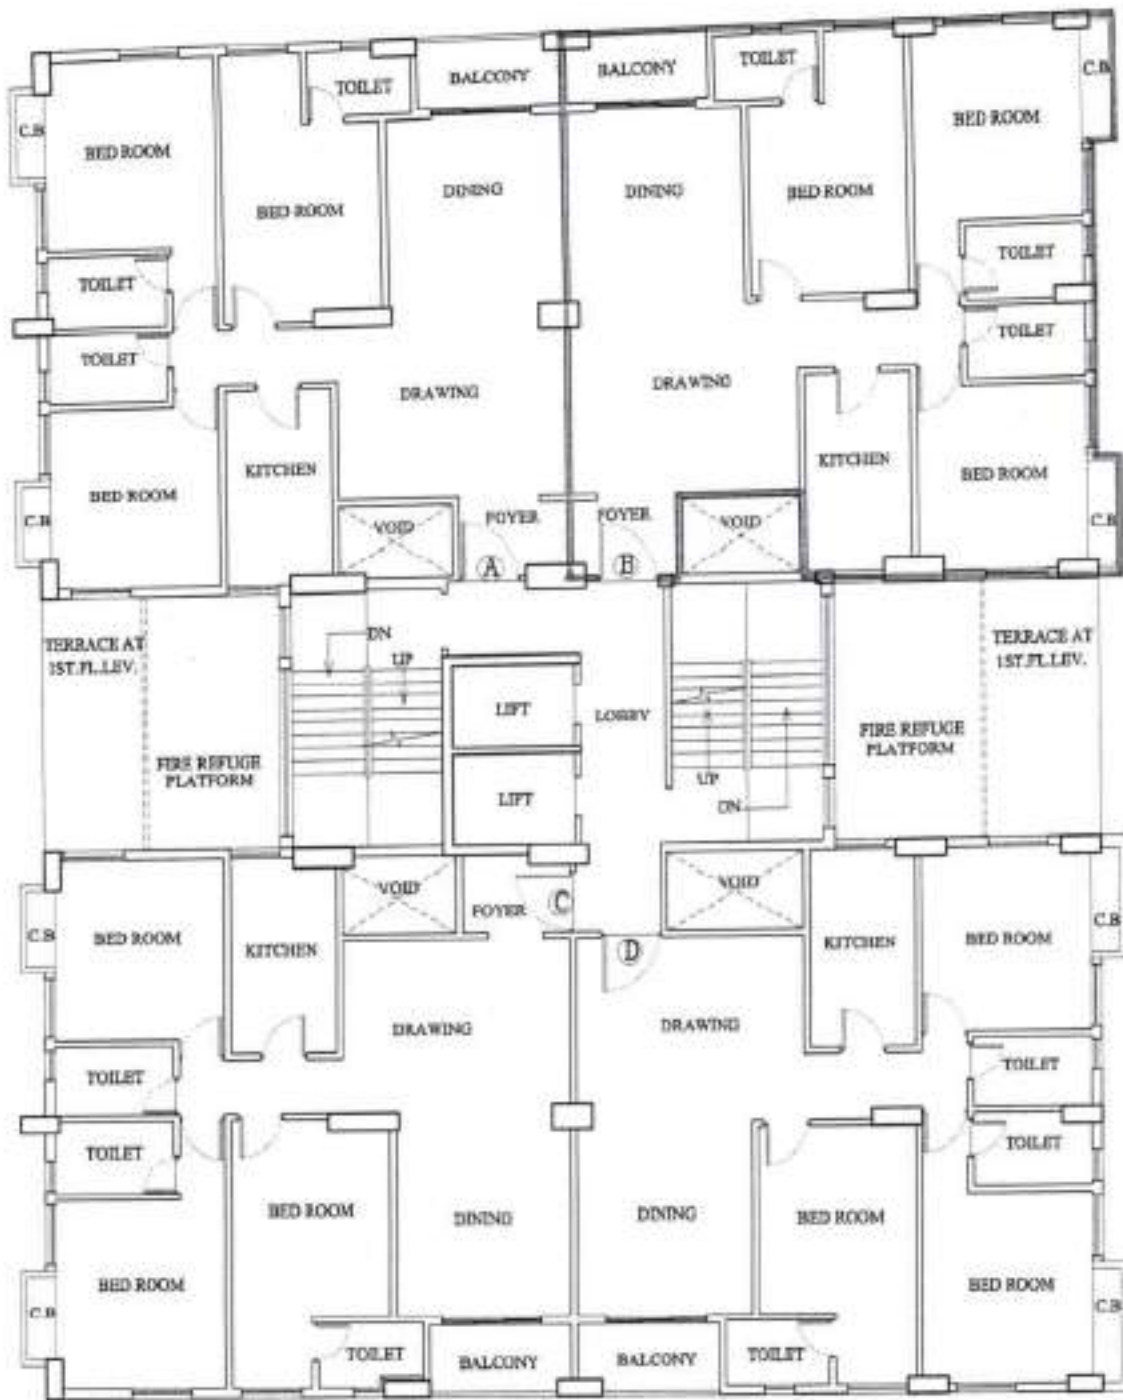 TOILET
BALCONY
BALCONY
TOILET
C.B
C.B
BED ROOM
BED ROOM
DINING
DINING
BED ROOM
BED ROOM
TOILET
TOILET
TOILET
TOILET
DRAWING
DRAWING
BED ROOM
KITCHEN
KITCHEN
BED ROOM
C.B
VOID
FOYER
FOYER
VOID
C.B
A
B
TERRACE AT
1ST.FL.LEV.
DN
UP
LIFT
LOBBY
TERRACE AT
1ST.FL.LEV.
FIRE REFUGE
PLATFORM
FIRE REFUGE
PLATFORM
LIFT
UP
DN
VOID
FOYER
C
VOID
C.B
BED ROOM
KITCHEN
D
KITCHEN
BED ROOM
C.B
DRAWING
DRAWING
TOILET
TOILET
TOILET
TOILET
BED ROOM
DINING
DINING
BED ROOM
C.B
BED ROOM
BED ROOM
C.B
TOILET
BALCONY
BALCONY
TOILET